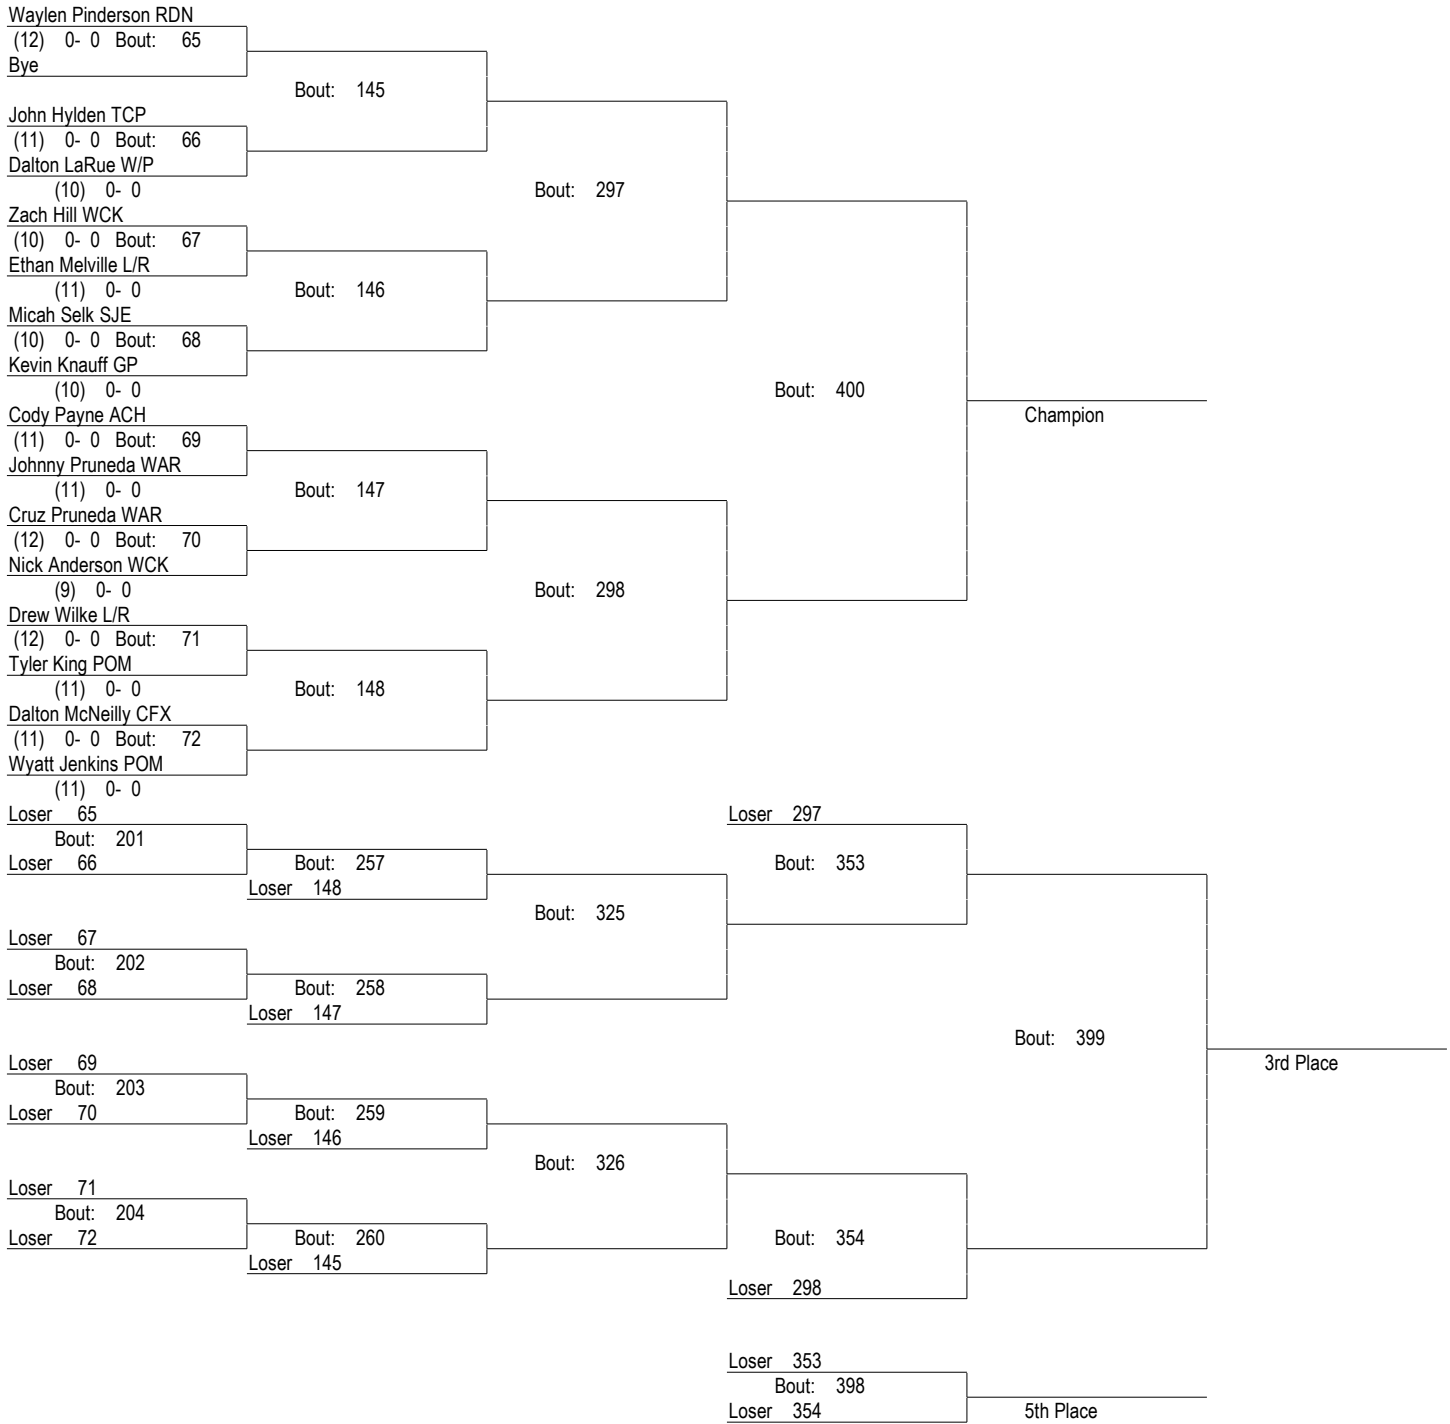 Waylen Pinderson RDN
(12) 0- 0 Bout: 65
Bye
Bout: 145
John Hylden TCP
(11) 0- 0 Bout: 66
Dalton LaRue W/P
(10) 0- 0
Bout: 297
Zach Hill WCK
(10) 0- 0 Bout: 67
Ethan Melville L/R
(11) 0- 0
Bout: 146
Micah Selk SJE
(10) 0- 0 Bout: 68
Kevin Knauff GP
(10) 0- 0
Bout: 400
Cody Payne ACH
Champion
(11) 0- 0 Bout: 69
Johnny Pruneda WAR
(11) 0- 0
Bout: 147
Cruz Pruneda WAR
(12) 0- 0 Bout: 70
Nick Anderson WCK
(9) 0- 0
Bout: 298
Drew Wilke L/R
(12) 0- 0 Bout: 71
Tyler King POM
(11) 0- 0
Bout: 148
Dalton McNeilly CFX
(11) 0- 0 Bout: 72
Wyatt Jenkins POM
(11) 0- 0
Loser 65
Loser 297
Bout: 201
Loser 66
Bout: 257
Bout: 353
Loser 148
Bout: 325
Loser 67
Bout: 202
Loser 68
Bout: 258
Loser 147
Bout: 399
Loser 69
3rd Place
Bout: 203
Loser 70
Bout: 259
Loser 146
Bout: 326
Loser 71
Bout: 204
Loser 72
Bout: 260
Bout: 354
Loser 145
Loser 298
Loser 353
Bout: 398
Loser 354
5th Place